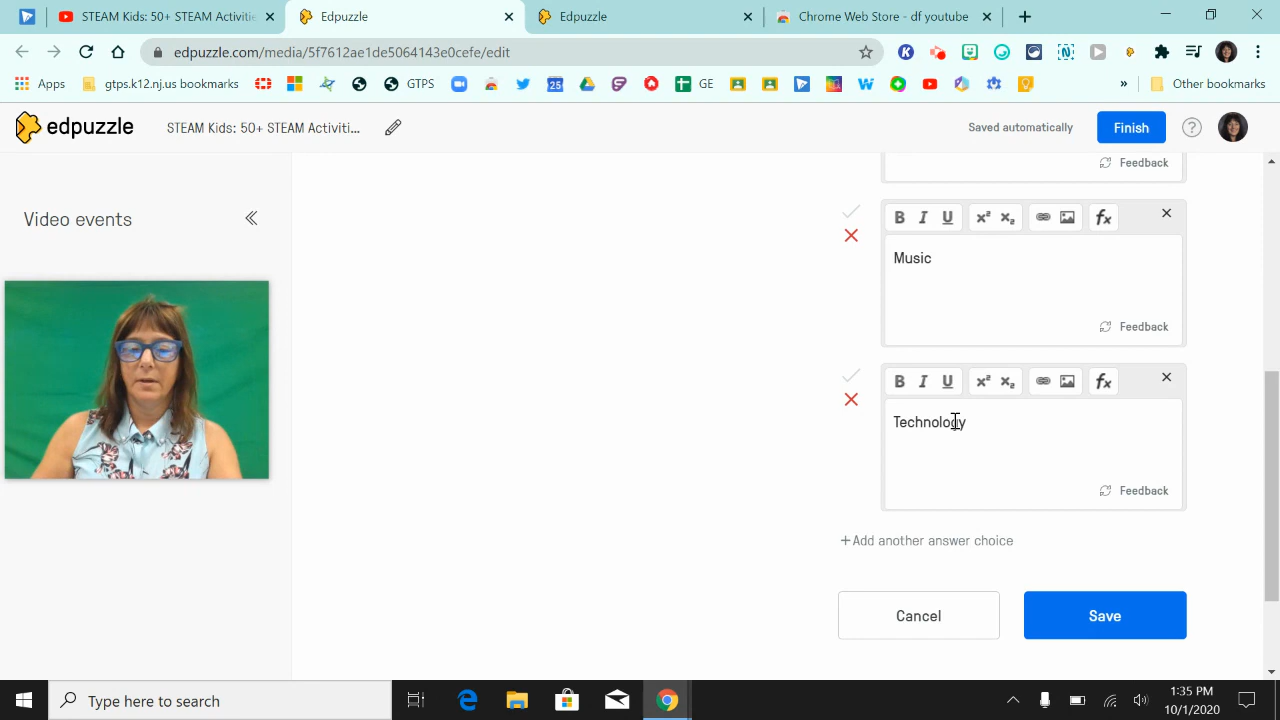 STEAM Kids: 50+ STEAM Activitie
Edpuzzle
Edpuzzle
Chrome Web Store - df youtube
edpuzzle.com/media/5f7612ae1de5064143e0cefe/edit
Apps
gtps.k12.nj.us bookmarks
GTPS
25
GE
Other bookmarks
edpuzzle
STEAM Kids: 50+ STEAM Activiti...
Saved automatically
Finish
Video events
Feedback
B I U x² x₂ fx
Music
Feedback
B I U x² x₂ fx
Technology
Feedback
+Add another answer choice
Cancel
Save
Type here to search
1:35 PM
10/1/2020